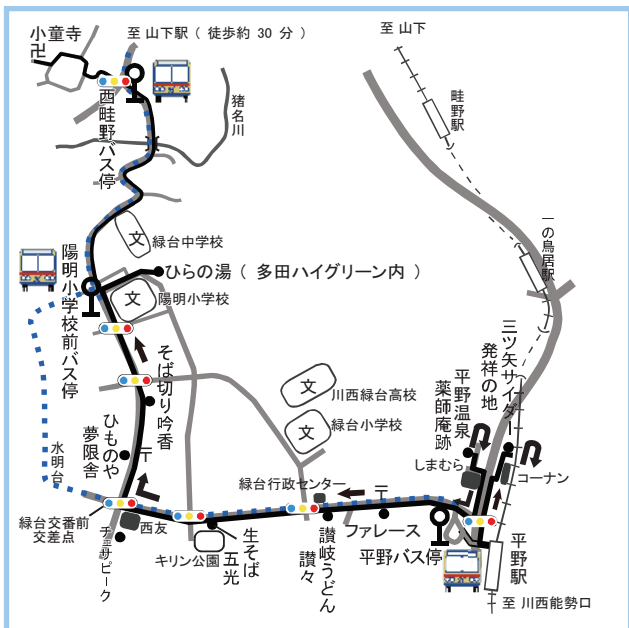 小童寺
卍
至 山下駅 ( 徒歩約 30 分 )
至 山下
西畦野バス停
猪名川
畦野駅
文
緑台中学校
一の鳥居駅
陽明小学校前バス停
ひらの湯 ( 多田ハイグリーン内 )
文
陽明小学校
そば切り吟香
三ツ矢サイダー
発祥の地
平野温泉
薬師庵跡
文
川西緑台高校
文
緑台小学校
ひものや
夢限舎
〒
水明台
しまむら
コーナン
緑台行政センター
〒
緑台交番前
交差点
西友
キリン公園
生そば
五光
讃岐うどん
讃々
ファレース
平野バス停
平野駅
至 川西能勢口